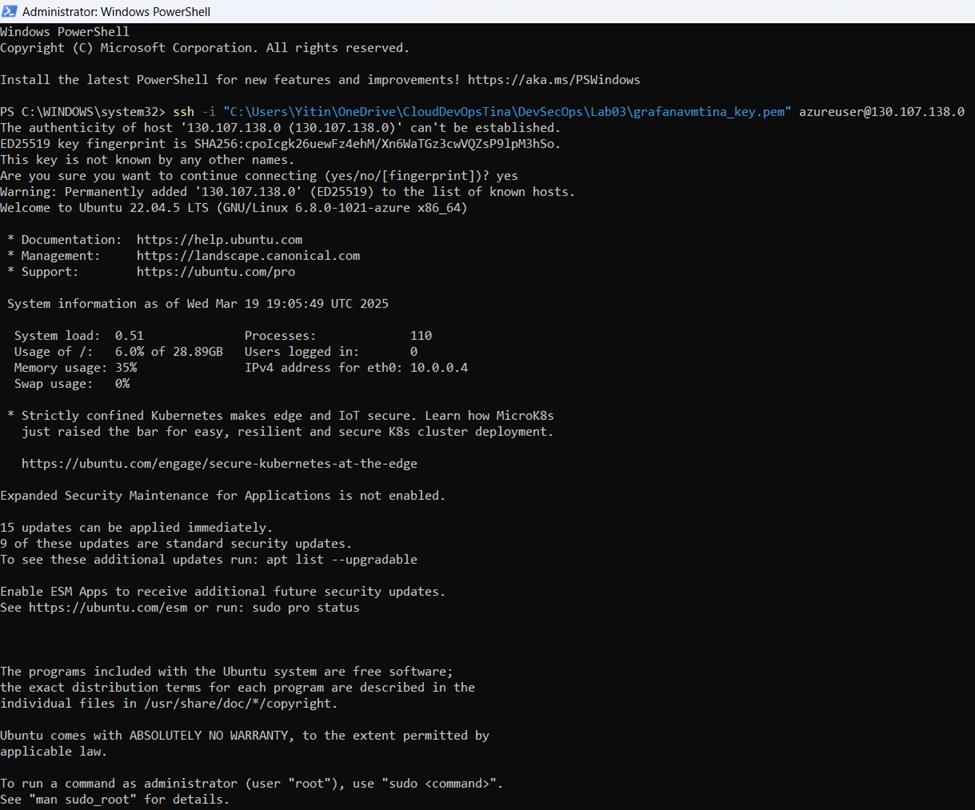 Administrator: Windows PowerShell
Windows PowerShell
Copyright (C) Microsoft Corporation. All rights reserved.
Install the latest PowerShell for new features and improvements! https://aka.ms/PSWindows
PS C:\WINDOWS\system32> ssh -i "C:\Users\Yitin\OneDrive\CloudDevOpsTina\DevSecOps\Lab03\grafanavmtina_key.pem" azureuser@130.107.138.0
The authenticity of host '130.107.138.0 (130.107.138.0)' can't be established.
ED25519 key fingerprint is SHA256:cpoIcgk26uewFz4ehM/Xn6WaTGz3cwVQZsP9lpM3hSo.
This key is not known by any other names.
Are you sure you want to continue connecting (yes/no/[fingerprint])? yes
Warning: Permanently added '130.107.138.0' (ED25519) to the list of known hosts.
Welcome to Ubuntu 22.04.5 LTS (GNU/Linux 6.8.0-1021-azure x86_64)
* Documentation:  https://help.ubuntu.com
* Management:     https://landscape.canonical.com
* Support:        https://ubuntu.com/pro
System information as of Wed Mar 19 19:05:49 UTC 2025
System load:  0.51               Processes:             110
Usage of /:   6.0% of 28.89GB   Users logged in:       0
Memory usage: 35%                IPv4 address for eth0: 10.0.0.4
Swap usage:   0%
* Strictly confined Kubernetes makes edge and IoT secure. Learn how MicroK8s
just raised the bar for easy, resilient and secure K8s cluster deployment.
https://ubuntu.com/engage/secure-kubernetes-at-the-edge
Expanded Security Maintenance for Applications is not enabled.
15 updates can be applied immediately.
9 of these updates are standard security updates.
To see these additional updates run: apt list --upgradable
Enable ESM Apps to receive additional future security updates.
See https://ubuntu.com/esm or run: sudo pro status
The programs included with the Ubuntu system are free software;
the exact distribution terms for each program are described in the
individual files in /usr/share/doc/*/copyright.
Ubuntu comes with ABSOLUTELY NO WARRANTY, to the extent permitted by
applicable law.
To run a command as administrator (user "root"), use "sudo <command>".
See "man sudo_root" for details.